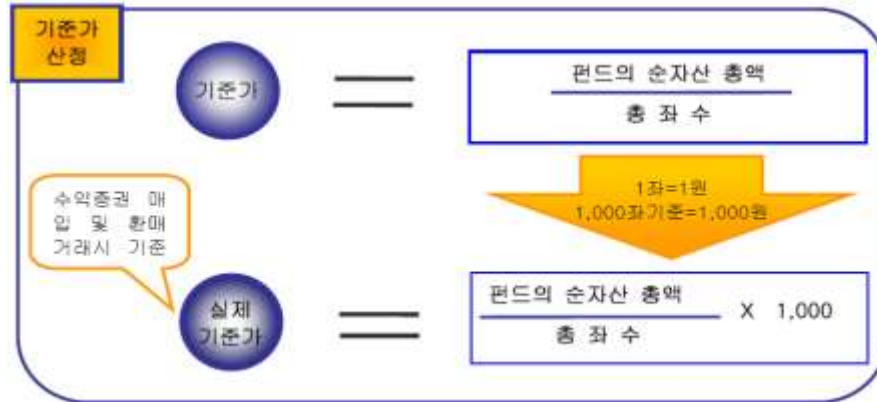 기준가
산정
기준가
펀드의 순자산 총액
총 좌 수
1좌=1원
1,000좌기준=1,000원
수익증권 매
입 및 환매
거래시 기준
실제
기준가
펀드의 순자산 총액
총 좌 수
X 1,000